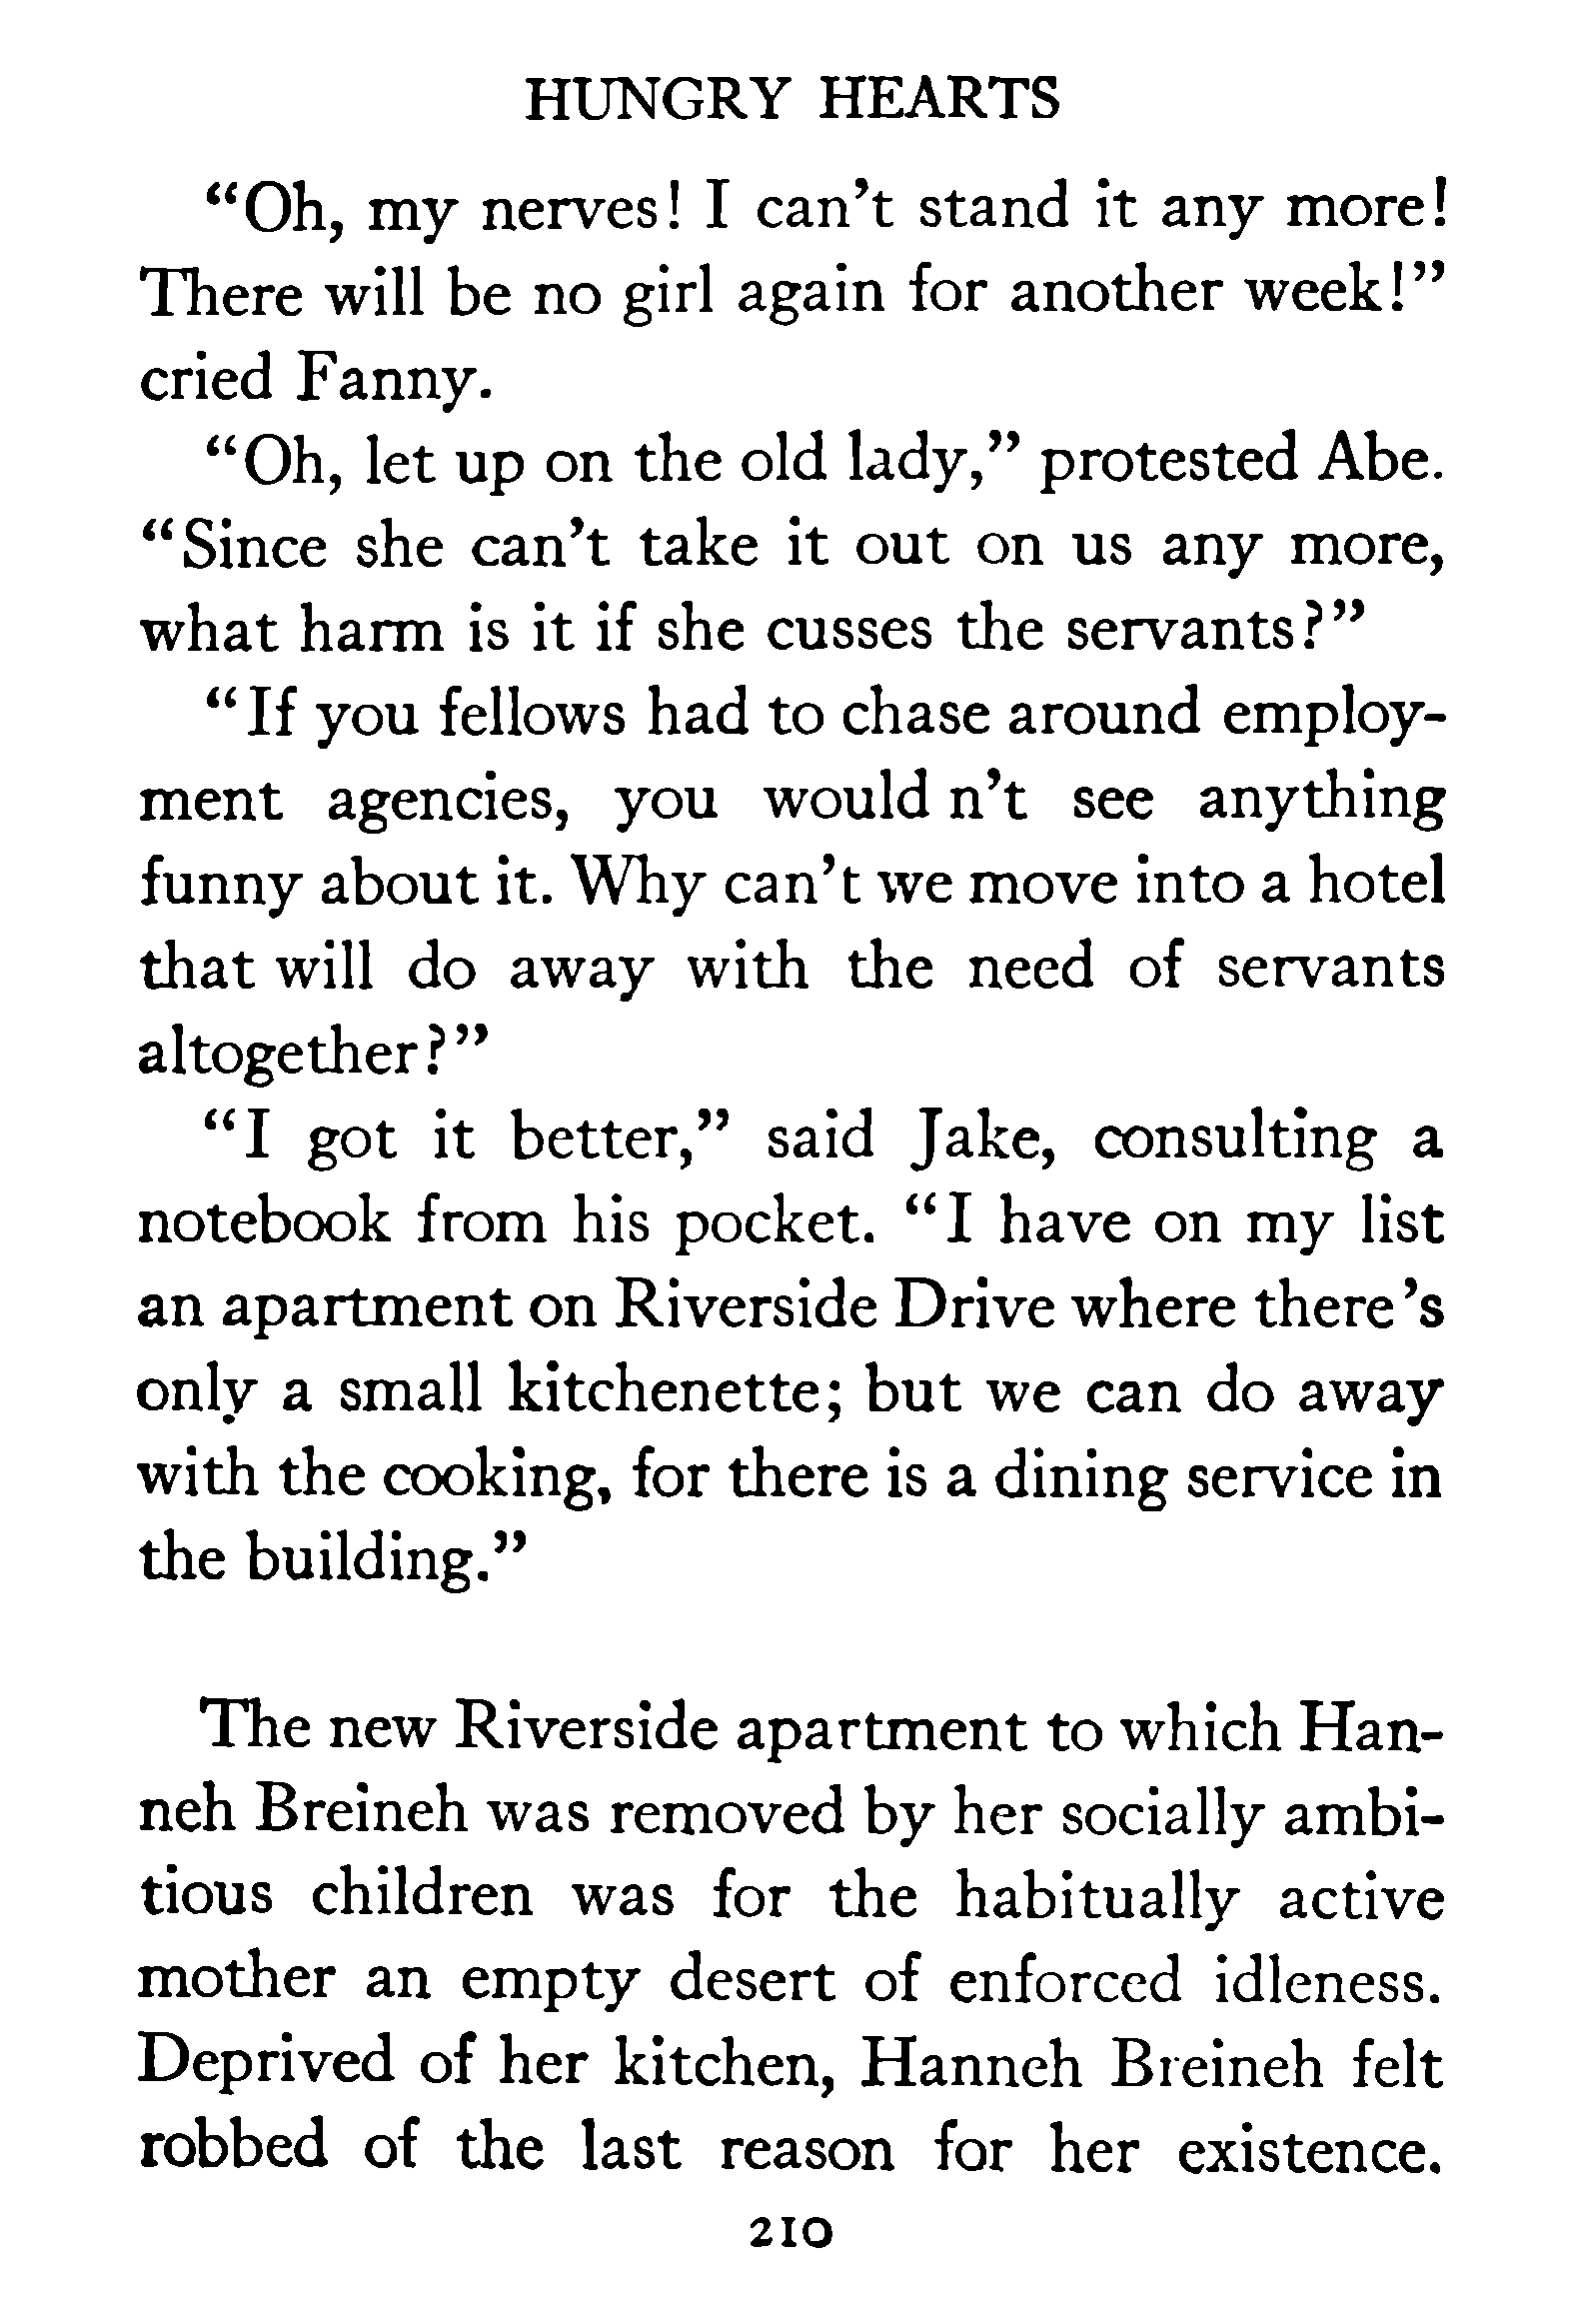 HUNGRY HEARTS
“Oh, my nerves! I can’t stand it any more!
There will be no girl again for another week!”
cried Fanny.
“Oh, let up on the old lady,” protested Abe.
“Since she can’t take it out on us any more,
what harm is it if she cusses the servants?”
“If you fellows had to chase around employ-
ment agencies, you would n’t see anything
funny about it. Why can’t we move into a hotel
that will do away with the need of servants
altogether?”
“I got it better,” said Jake, consulting a
notebook from his pocket. “I have on my list
an apartment on Riverside Drive where there’s
only a small kitchenette; but we can do away
with the cooking, for there is a dining service in
the building.”
The new Riverside apartment to which Han-
neh Breineh was removed by her socially ambi-
tious children was for the habitually active
mother an empty desert of enforced idleness.
Deprived of her kitchen, Hanneh Breineh felt
robbed of the last reason for her existence.
210